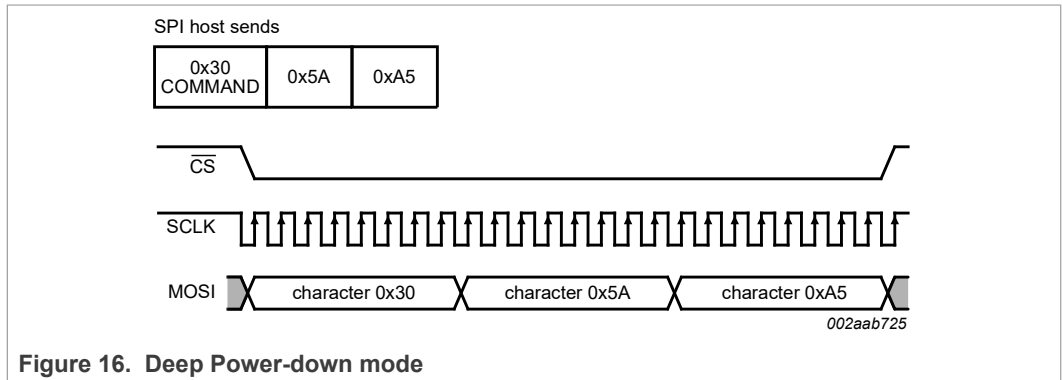 SPI host sends
0x30
COMMAND
0x5A
0xA5
CS
SCLK
MOSI
character 0x30
character 0x5A
character 0xA5
002aab725
Figure 16. Deep Power-down mode